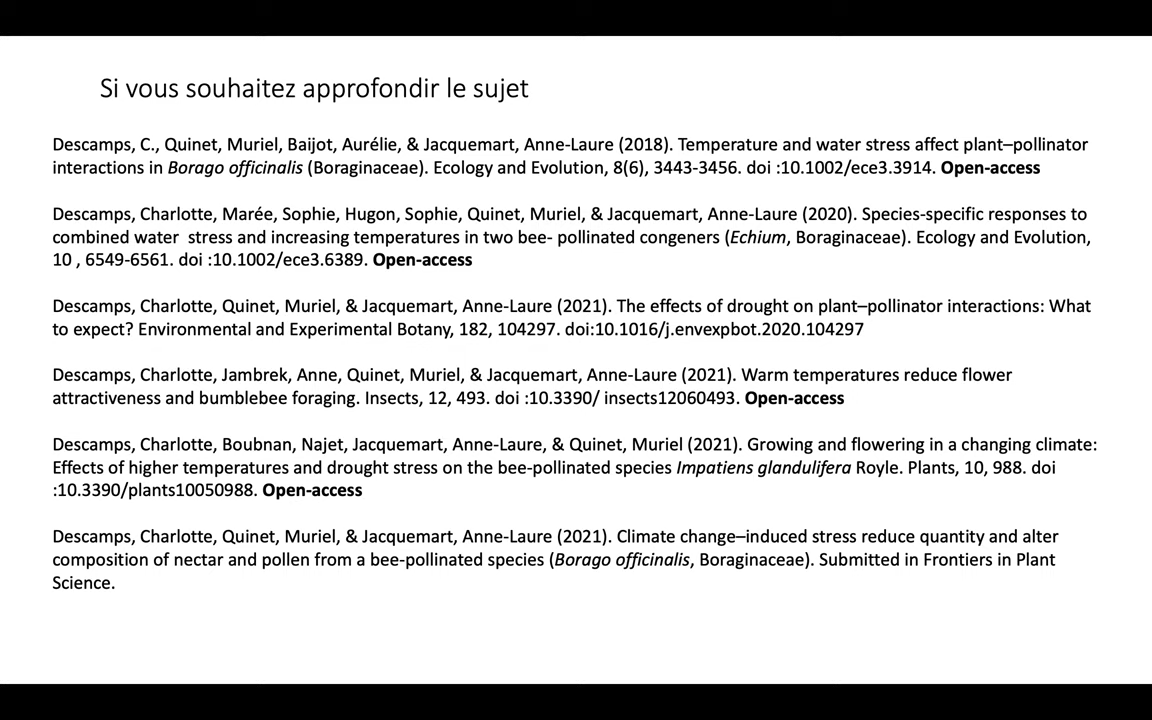 Si vous souhaitez approfondir le sujet
Descamps, C., Quinet, Muriel, Baijot, Aurélie, & Jacquemart, Anne-Laure (2018). Temperature and water stress affect plant–pollinator
interactions in Borago officinalis (Boraginaceae). Ecology and Evolution, 8(6), 3443-3456. doi :10.1002/ece3.3914. Open-access
Descamps, Charlotte, Marée, Sophie, Hugon, Sophie, Quinet, Muriel, & Jacquemart, Anne-Laure (2020). Species-specific responses to
combined water  stress and increasing temperatures in two bee- pollinated congeners (Echium, Boraginaceae). Ecology and Evolution,
10 , 6549-6561. doi :10.1002/ece3.6389. Open-access
Descamps, Charlotte, Quinet, Muriel, & Jacquemart, Anne-Laure (2021). The effects of drought on plant–pollinator interactions: What
to expect? Environmental and Experimental Botany, 182, 104297. doi:10.1016/j.envexpbot.2020.104297
Descamps, Charlotte, Jambrek, Anne, Quinet, Muriel, & Jacquemart, Anne-Laure (2021). Warm temperatures reduce flower
attractiveness and bumblebee foraging. Insects, 12, 493. doi :10.3390/ insects12060493. Open-access
Descamps, Charlotte, Boubnan, Najet, Jacquemart, Anne-Laure, & Quinet, Muriel (2021). Growing and flowering in a changing climate:
Effects of higher temperatures and drought stress on the bee-pollinated species Impatiens glandulifera Royle. Plants, 10, 988. doi
:10.3390/plants10050988. Open-access
Descamps, Charlotte, Quinet, Muriel, & Jacquemart, Anne-Laure (2021). Climate change–induced stress reduce quantity and alter
composition of nectar and pollen from a bee-pollinated species (Borago officinalis, Boraginaceae). Submitted in Frontiers in Plant
Science.